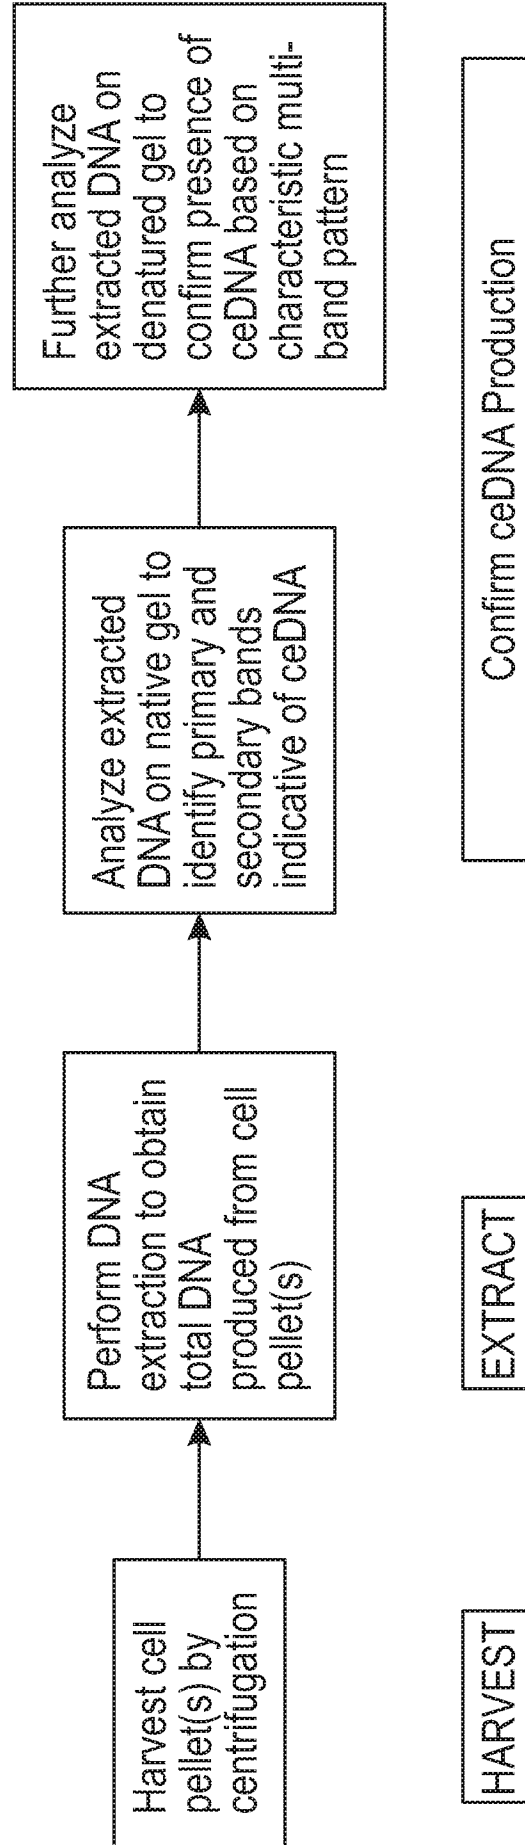 Harvest cell
pellet(s) by
centrifugation
Perform DNA
extraction to obtain
total DNA
produced from cell
pellet(s)
Analyze extracted
DNA on native gel to
identify primary and
secondary bands
indicative of ceDNA
Further analyze
extracted DNA on
denatured gel to
confirm presence of
ceDNA based on
characteristic multi-
band pattern
HARVEST
EXTRACT
Confirm ceDNA Production